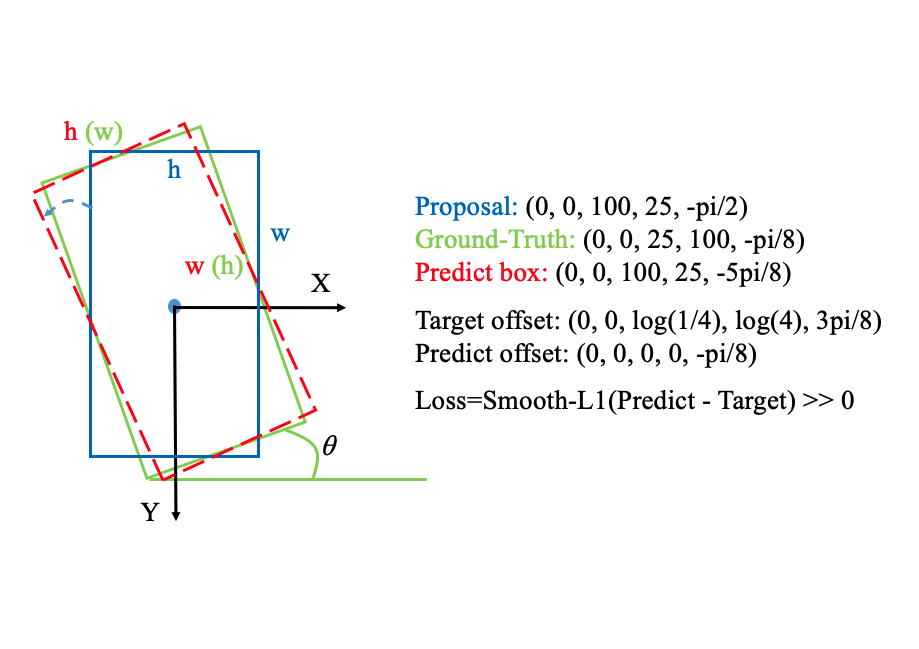 h (w)
h
w
w (h)
X
θ
Y
Proposal: (0, 0, 100, 25, -pi/2)
Ground-Truth: (0, 0, 25, 100, -pi/8)
Predict box: (0, 0, 100, 25, -5pi/8)
Target offset: (0, 0, log(1/4), log(4), 3pi/8)
Predict offset: (0, 0, 0, 0, -pi/8)
Loss=Smooth-L1(Predict - Target) >> 0